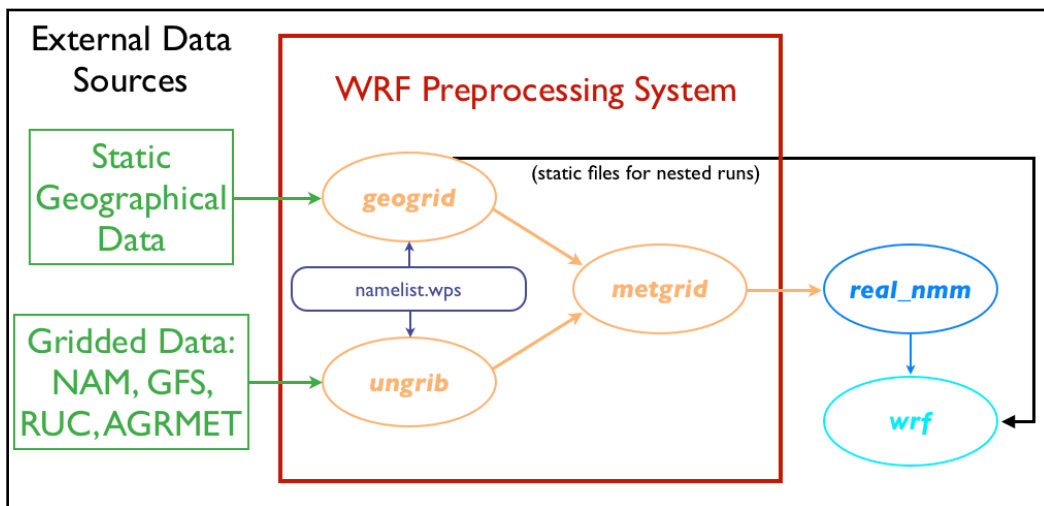 External Data
Sources
WRF Preprocessing System
Static
Geographical
Data
(static files for nested runs)
geogrid
namelist.wps
metgrid
real_nmm
Gridded Data:
NAM, GFS,
RUC, AGRMET
ungrib
wrf